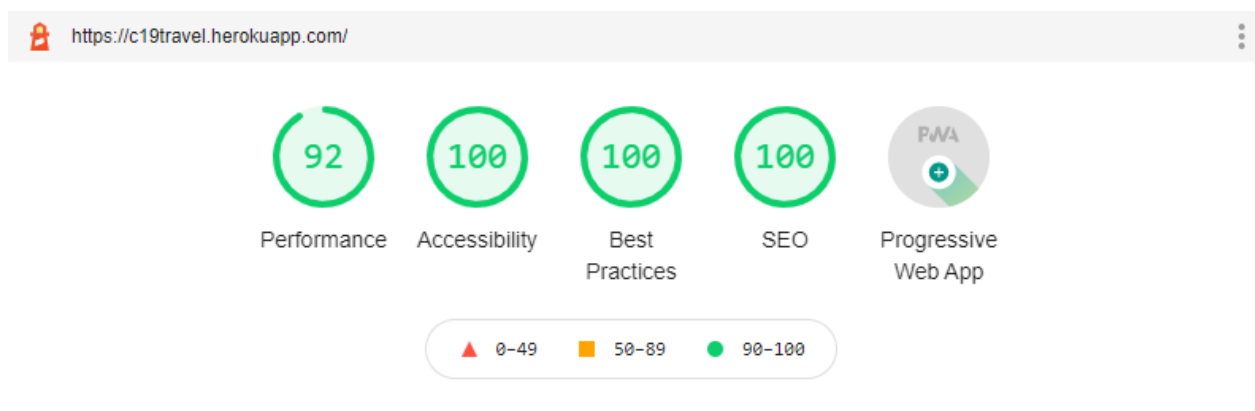 https://c19travel.herokuapp.com/
92 100 100 100 PWA
Performance Accessibility Best SEO Progressive
Practices Web App
0–49 50–89 90–100